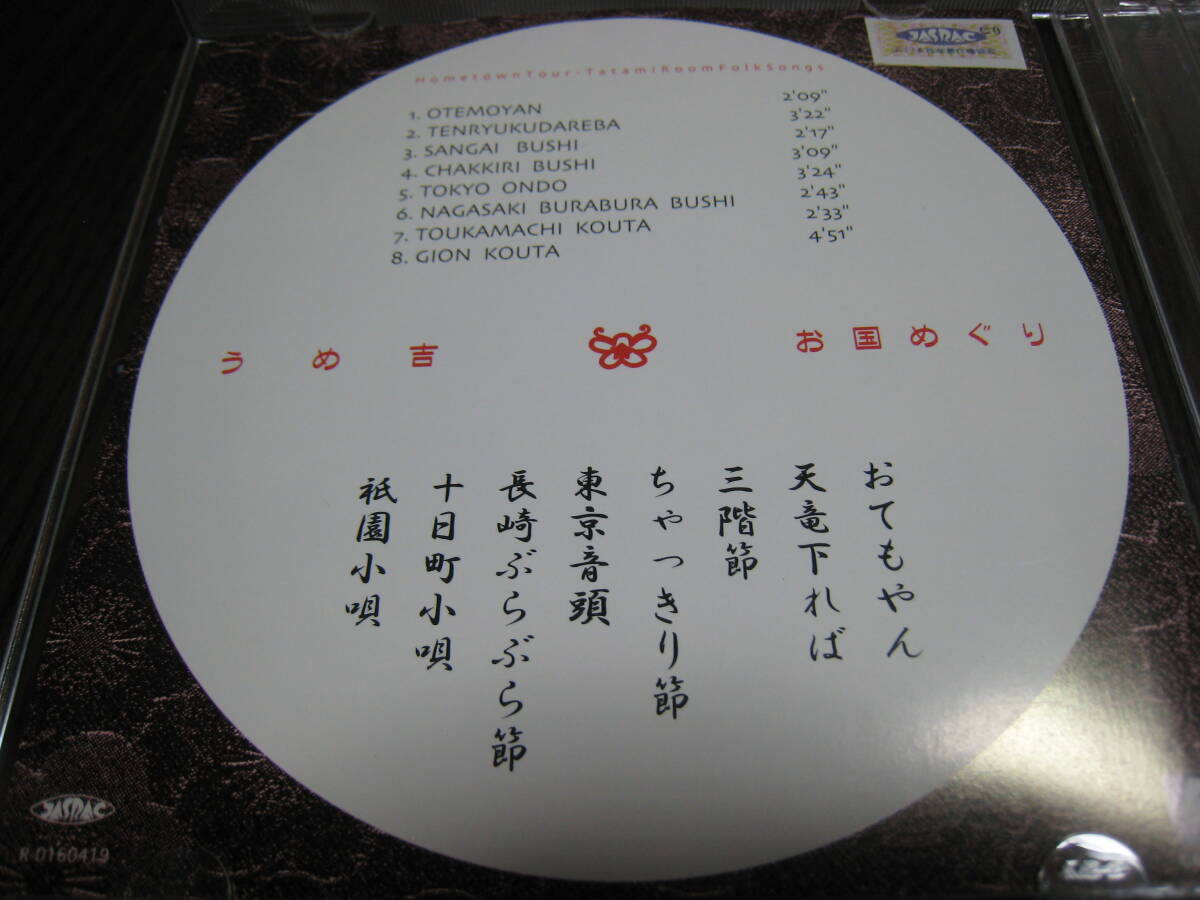 HometownTour-TatamiRoomFolkSongs
1. OTEMOYAN 2'09"
2. TENRYUKUDAREBA 3'22"
3. SANGAI BUSHI 2'17"
4. CHAKKIRI BUSHI 3'09"
5. TOKYO ONDO 3'24"
6. NAGASAKI BURABURA BUSHI 2'43"
7. TOUKAMACHI KOUTA 2'33"
8. GION KOUTA 4'51"
うめ吉 お国めぐり
おてもやん
天竜下れば
三階節
ちゃっきり節
東京音頭
長崎ぶらぶら節
十日町小唄
祇園小唄
JASRAC
JASRAC
R-0160419